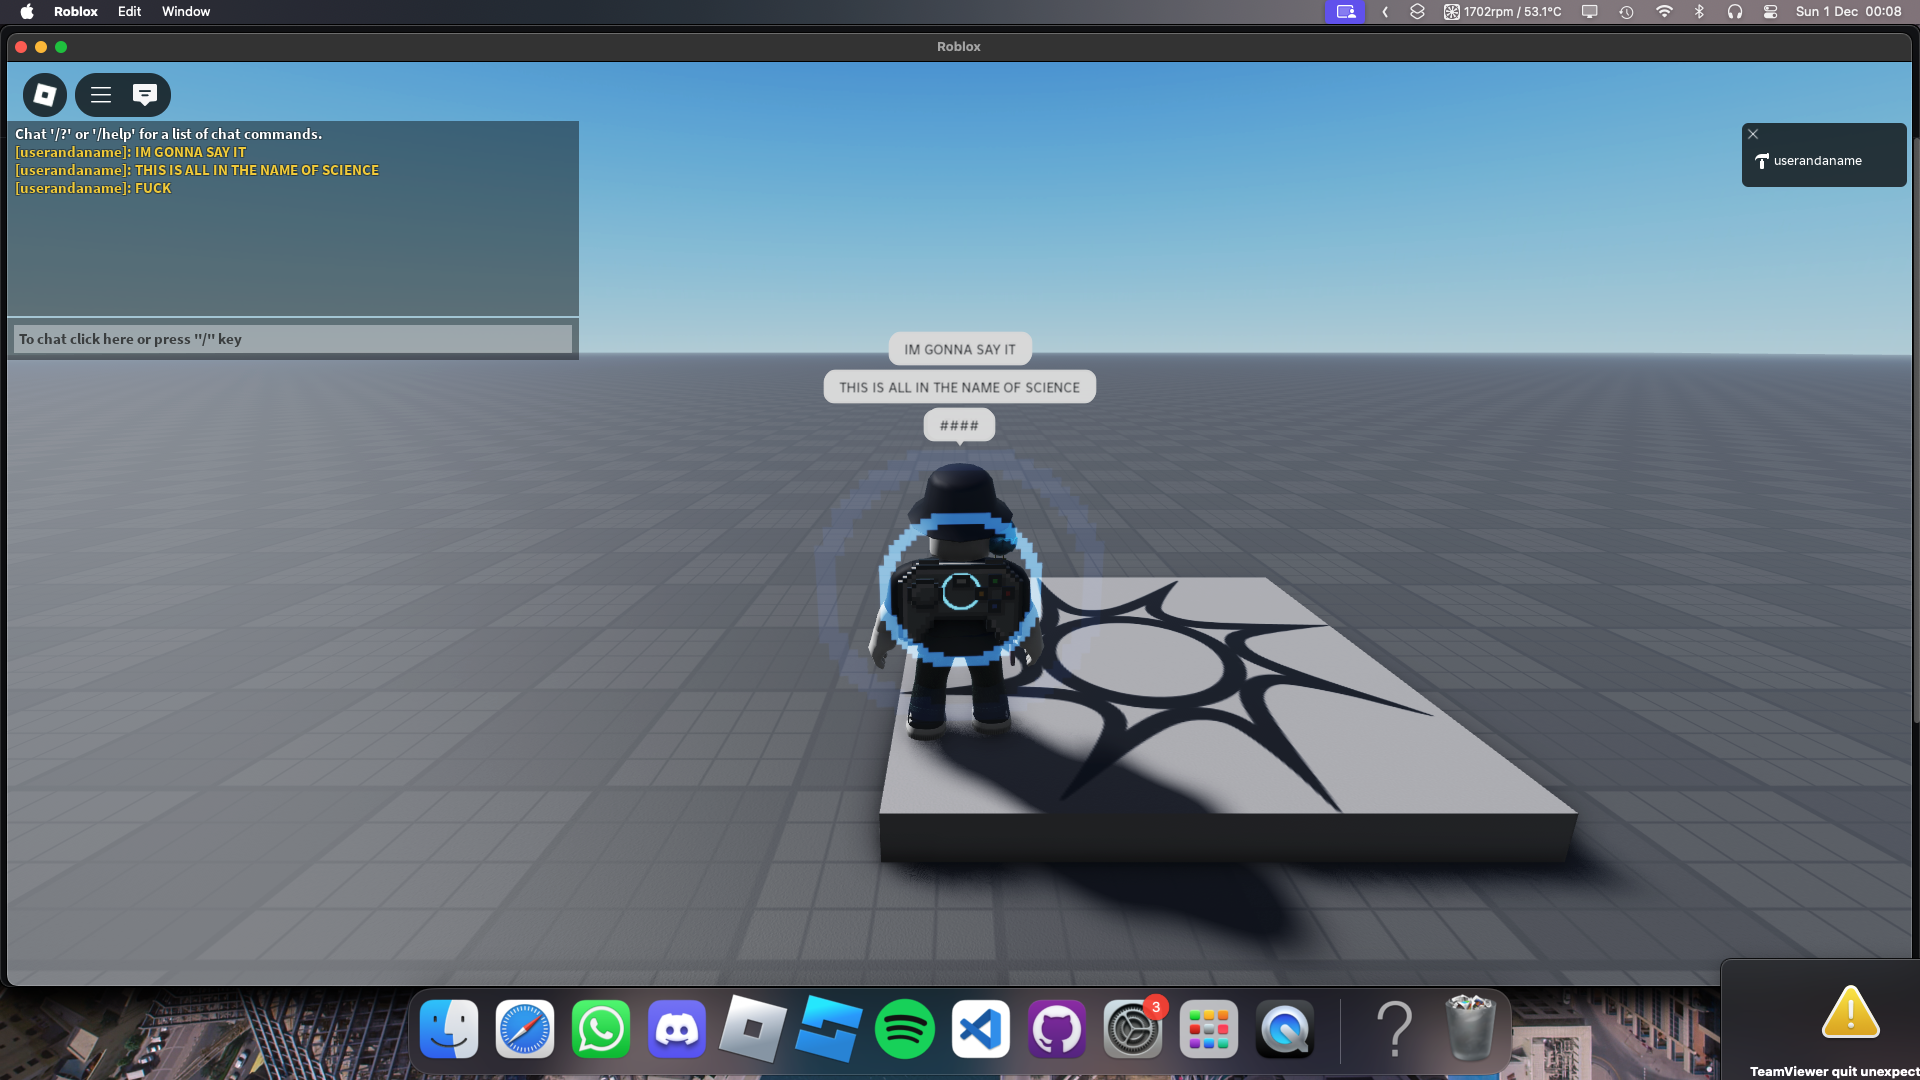 Roblox Edit Window
1702rpm / 53.1°C Sun 1 Dec 00:08
Roblox
Chat '/?' or '/help' for a list of chat commands.
[userandaname]: IM GONNA SAY IT
[userandaname]: THIS IS ALL IN THE NAME OF SCIENCE
[userandaname]: FUCK
To chat click here or press "/" key
userandaname
IM GONNA SAY IT
THIS IS ALL IN THE NAME OF SCIENCE
####
3
TeamViewer quit unexpect